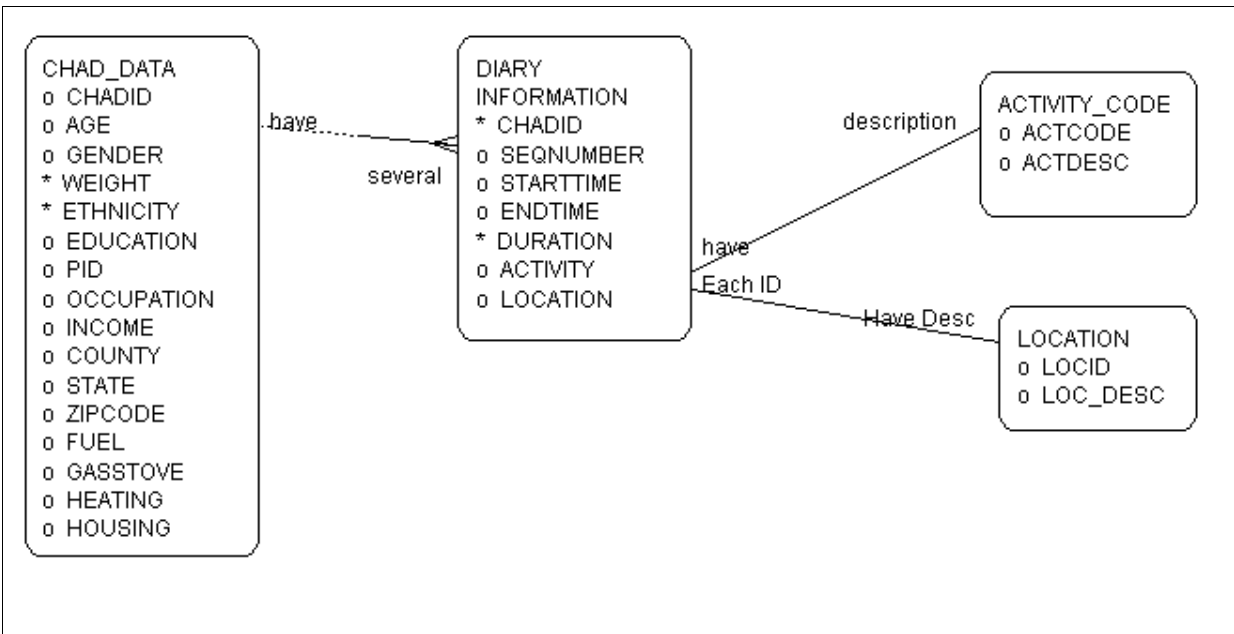 CHAD_DATA
o CHADID
o AGE
o GENDER
* WEIGHT
* ETHNICITY
o EDUCATION
o PID
o OCCUPATION
o INCOME
o COUNTY
o STATE
o ZIPCODE
o FUEL
o GASSTOVE
o HEATING
o HOUSING
have
several
DIARY
INFORMATION
* CHADID
o SEQNUMBER
o STARTTIME
o ENDTIME
* DURATION
o ACTIVITY
o LOCATION
description
have
Each ID
Have Desc
ACTIVITY_CODE
o ACTCODE
o ACTDESC
LOCATION
o LOCID
o LOC_DESC